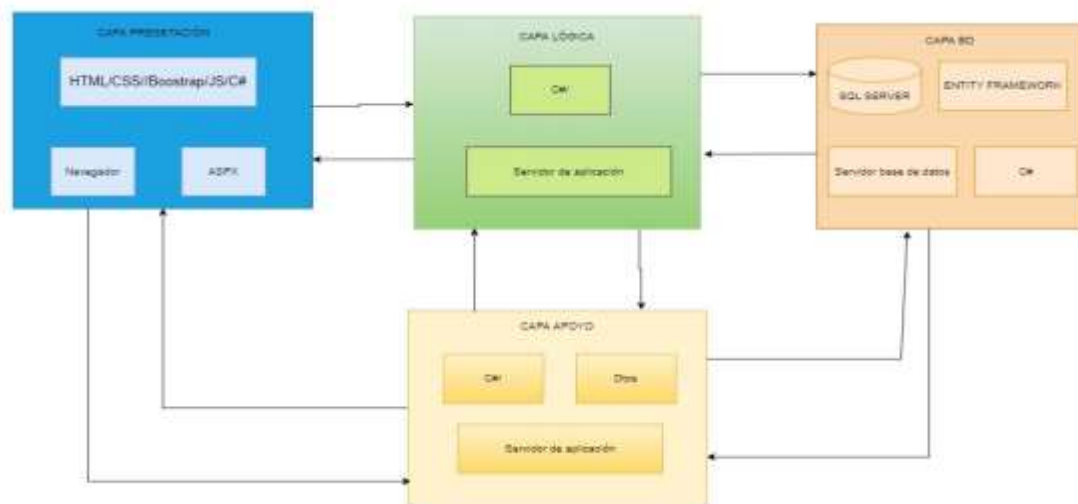 CAPA PRESETACIÓN
HTML/CSS//Boostrap/JS/C#
Navegador
ASPX
CAPA LÓGICA
C#
Servidor de aplicación
CAPA BD
SQL SERVER
ENTITY FRAMEWORK
Servidor base de datos
C#
CAPA APOYO
C#
Servidor de aplicación